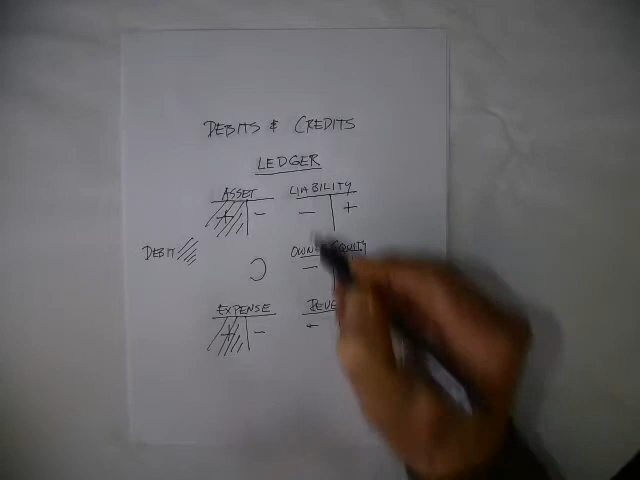 DEBITS & CREDITS
LEDGER
ASSET LIABILITY
+ - - +
DEBIT
-
EXPENSE
+ - -